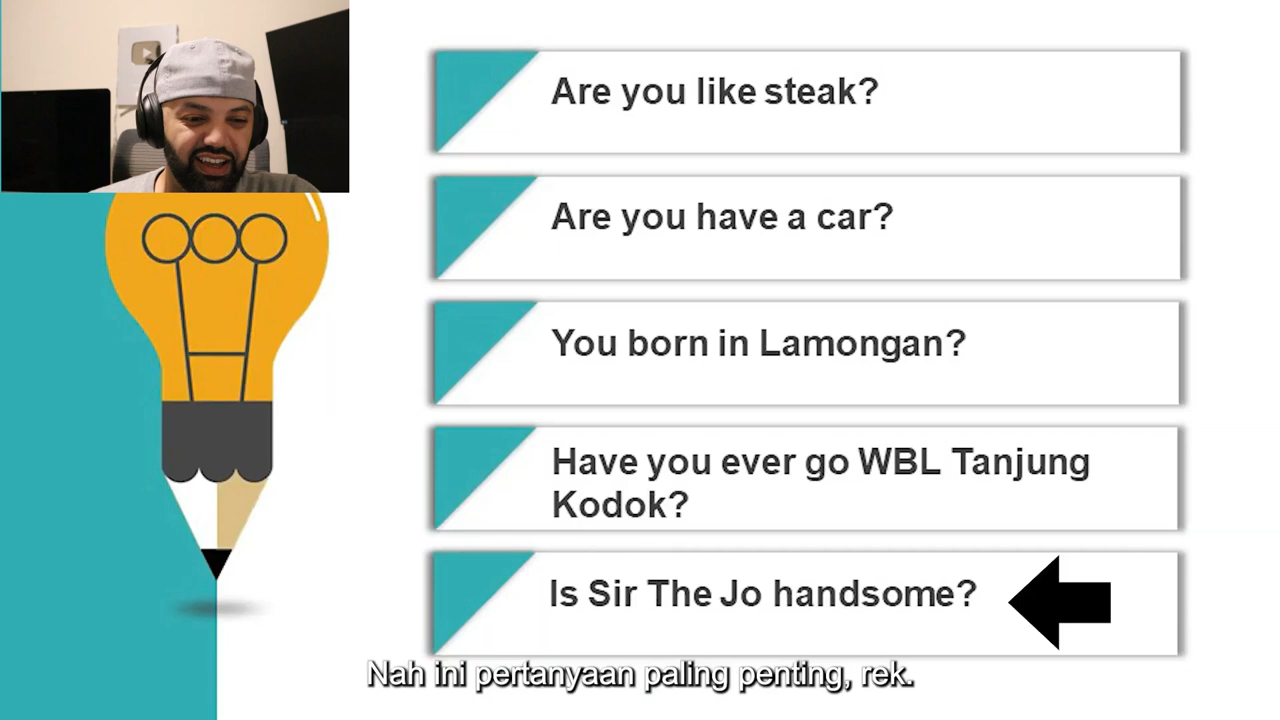 Are you like steak?
Are you have a car?
You born in Lamongan?
Have you ever go WBL Tanjung
Kodok?
Is Sir The Jo handsome?
Nah ini pertanyaan paling penting, rek.